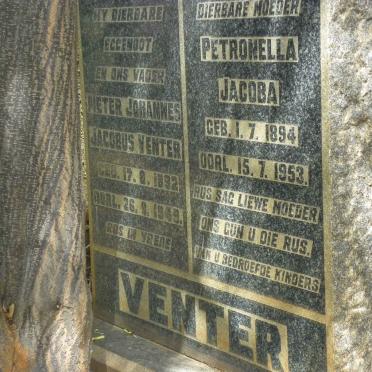 MY DIERBARE
EGGENOOT
EN ONS VADER
PIETER JOHANNES
JACOBUS VENTER
GEB. 17. 8. 1892
OORL. 26. 9. 1949.
RUS IN VREDE
DIERBARE MOEDER
PETRONELLA
JACOBA
GEB. 1. 7. 1894
OORL. 15. 7. 1953.
RUS SAG LIEWE MOEDER
ONS GUN U DIE RUS.
VAN U BEDROEFDE KINDERS
VENTER